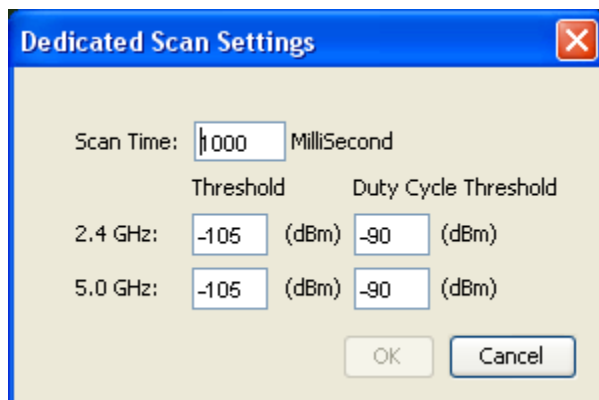 Dedicated Scan Settings
Scan Time: 1000 MilliSecond
Threshold Duty Cycle Threshold
2.4 GHz: -105 (dBm) -90 (dBm)
5.0 GHz: -105 (dBm) -90 (dBm)
OK Cancel